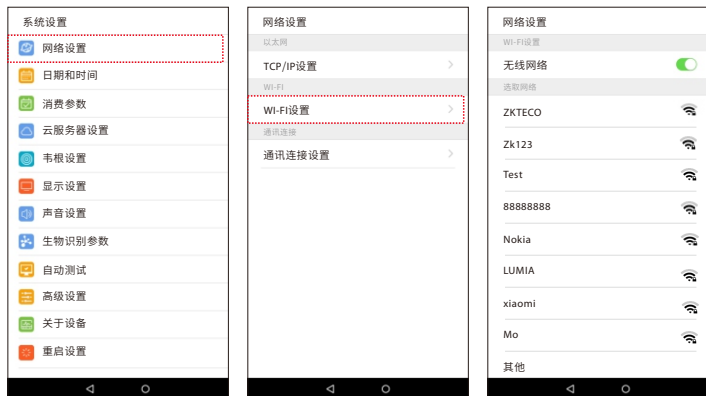 系统设置
网络设置
日期和时间
消费参数
云服务器设置
韦根设置
显示设置
声音设置
生物识别参数
自动测试
高级设置
关于设备
重启设置
网络设置
以太网
TCP/IP设置
WI-FI
WI-FI设置
通讯连接
通讯连接设置
网络设置
WI-FI设置
无线网络
选取网络
ZKTECO
Zk123
Test
88888888
Nokia
LUMIA
xiaomi
Mo
其他